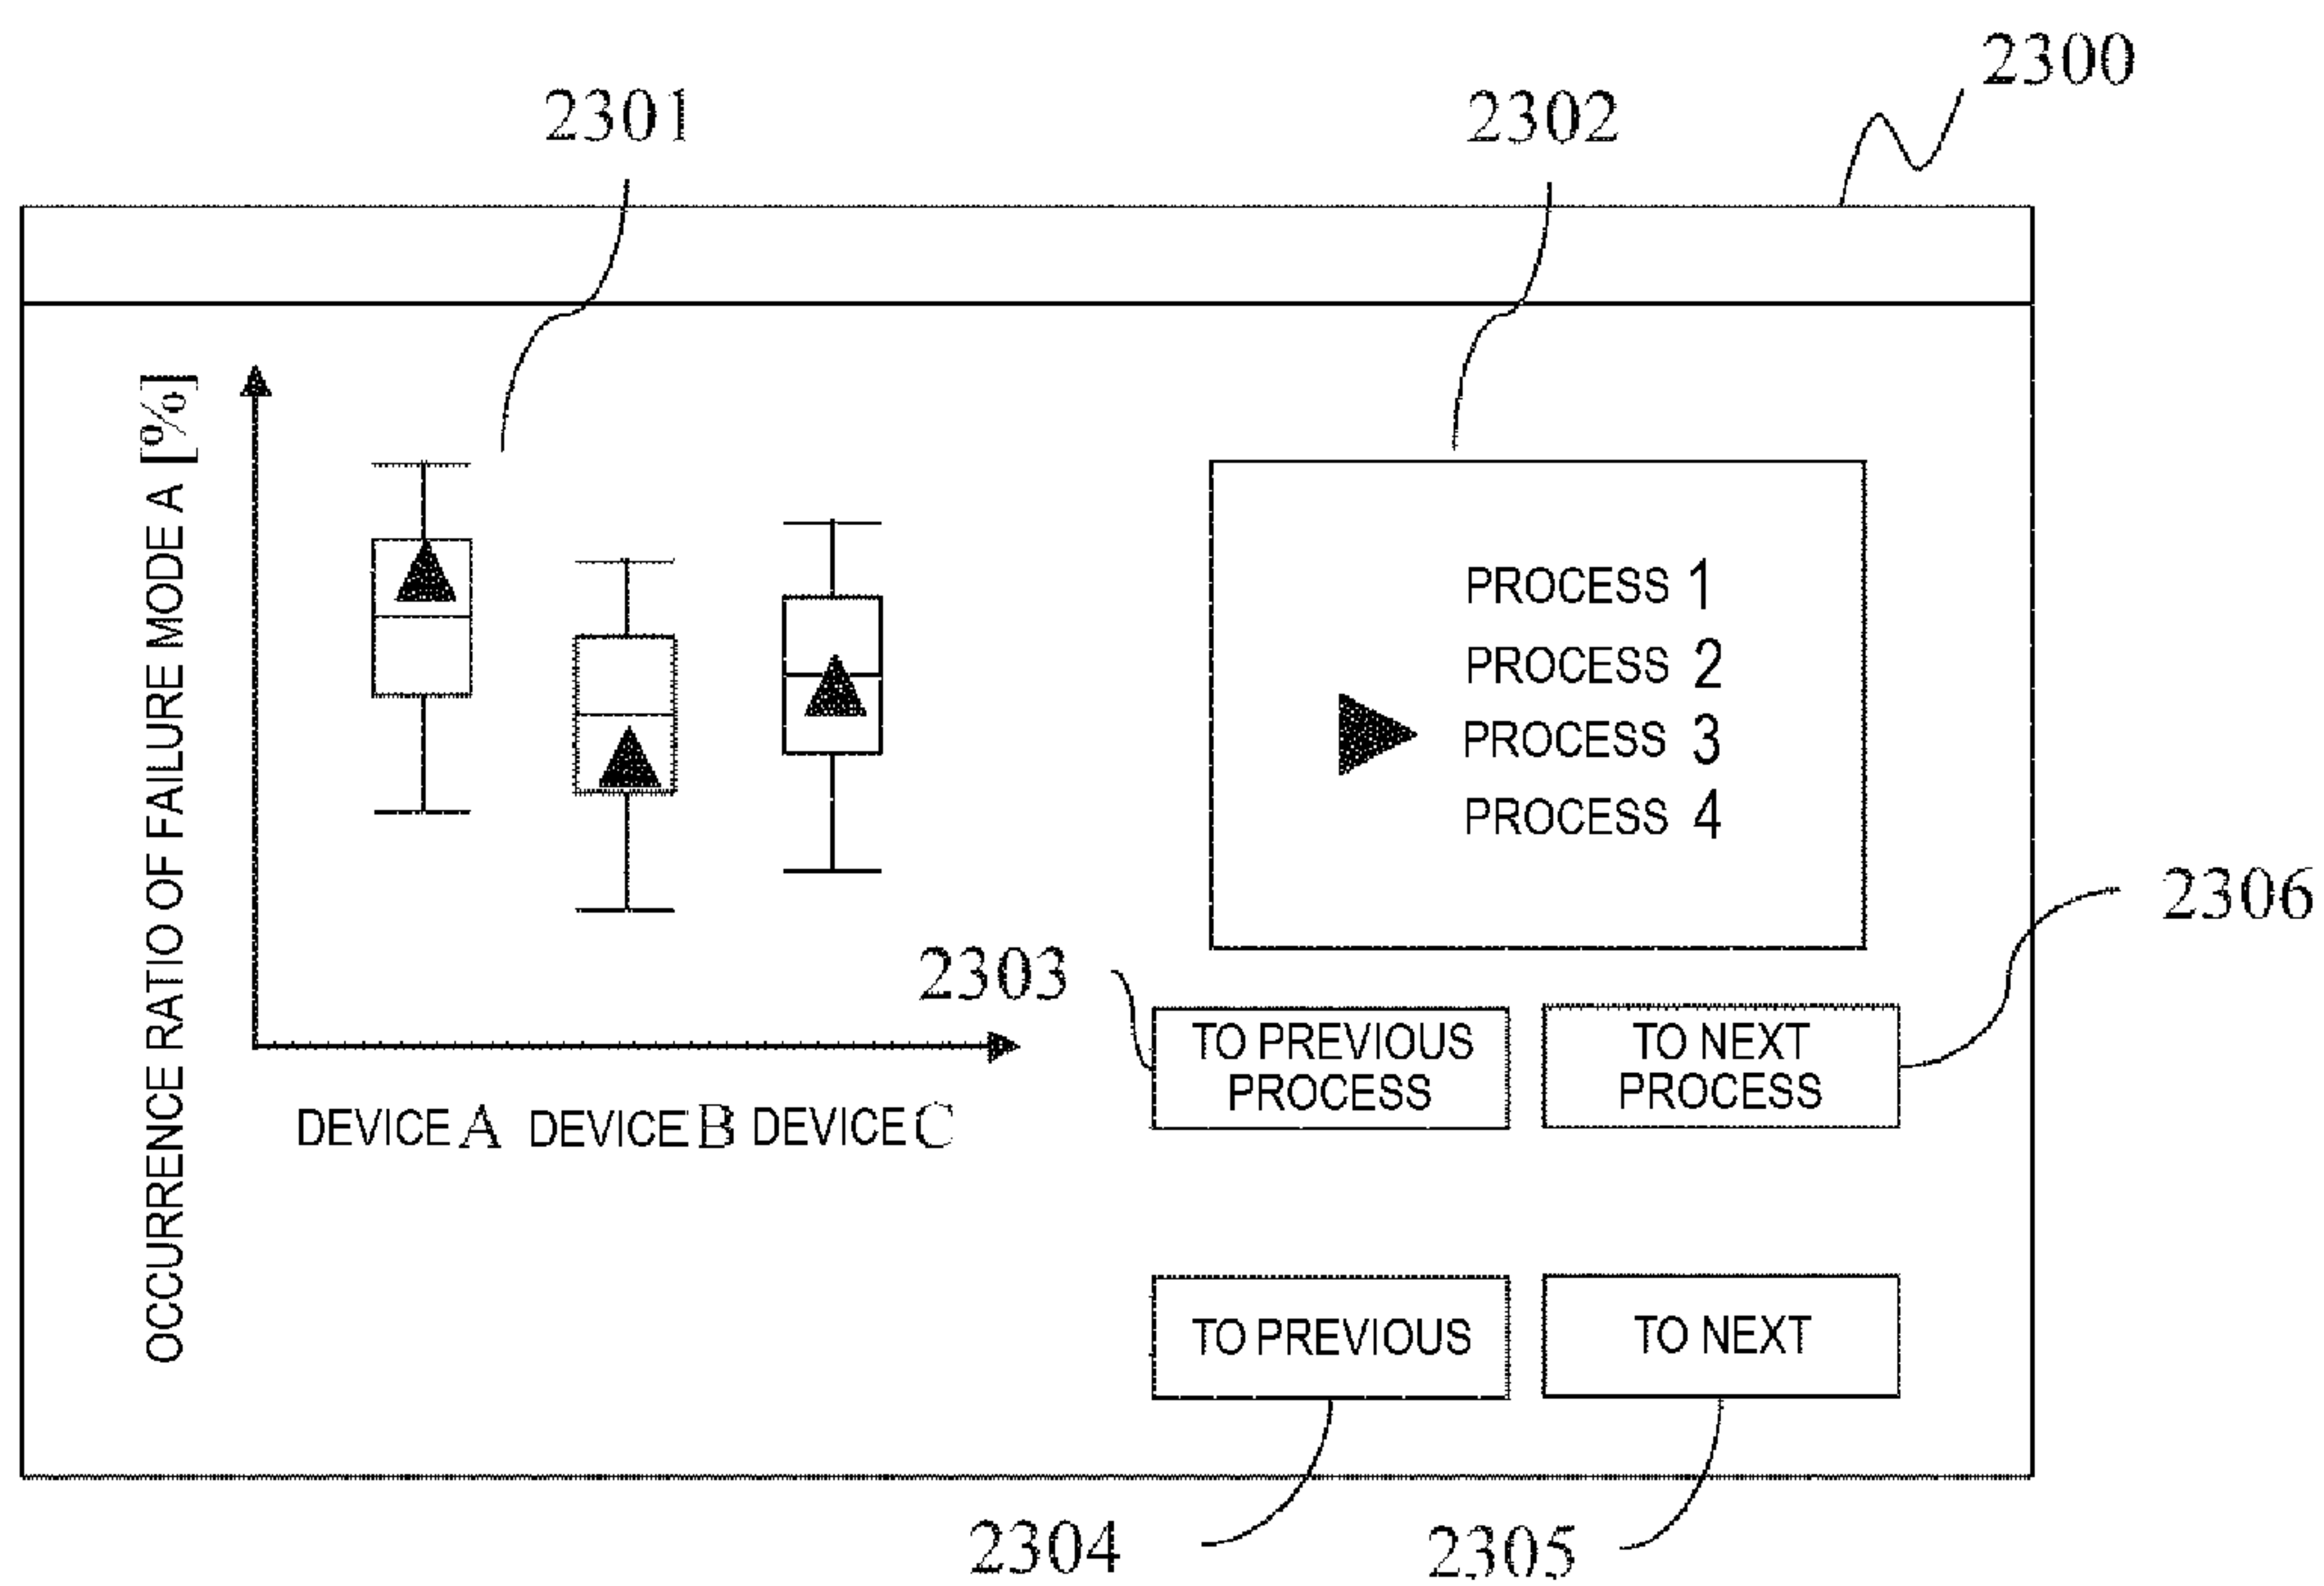 2300
2301
2302
OCCURRENCE RATIO OF FAILURE MODE A [%]
PROCESS 1
PROCESS 2
PROCESS 3
PROCESS 4
2306
2303
TO PREVIOUS
PROCESS
TO NEXT
PROCESS
DEVICE A DEVICE B DEVICE C
TO PREVIOUS
TO NEXT
2304
2305